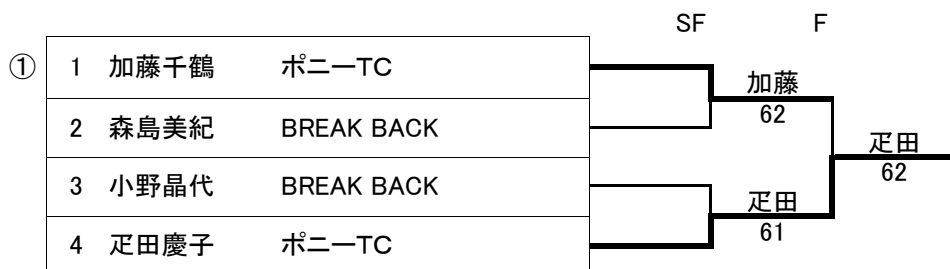 SF F
① 1 加藤千鶴 ポニーTC
加藤
62
2 森島美紀 BREAK BACK
疋田
62
3 小野晶代 BREAK BACK
疋田
61
4 疋田慶子 ポニーTC